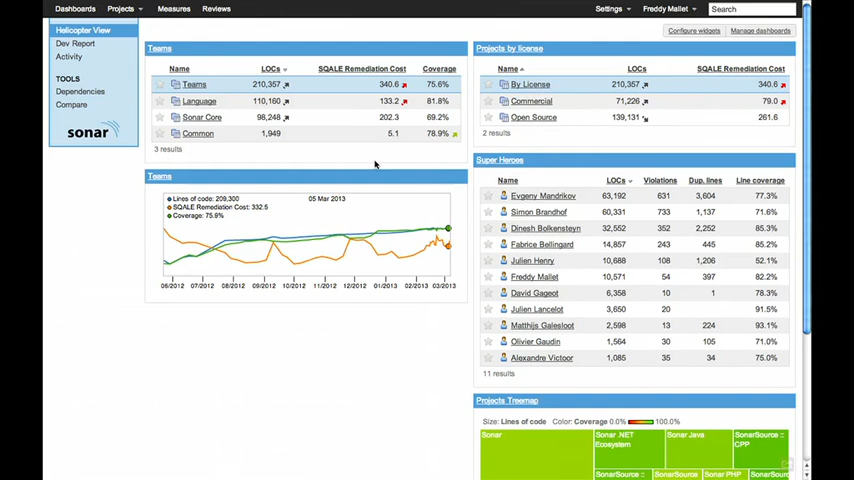 Dashboards Projects Measures Reviews Settings Freddy Mallet Search
Helicopter View
Dev Report
Activity
TOOLS
Dependencies
Compare
sonar
Configure widgets Manage dashboards
Teams
Name LOCs SQALE Remediation Cost Coverage
Teams 210,357 340.6 75.6%
Language 110,160 133.2 81.8%
Sonar Core 98,248 202.3 69.2%
Common 1,949 5.1 78.9%
3 results
Teams
Lines of code: 209,300 05 Mar 2013
SQALE Remediation Cost: 332.5
Coverage: 75.9%
06/2012 07/2012 08/2012 09/2012 10/2012 11/2012 12/2012 01/2013 02/2013 03/2013
Projects by license
Name LOCs SQALE Remediation Cost
By License 210,357 340.6
Commercial 71,226 79.0
Open Source 139,131 261.6
2 results
Super Heroes
Name LOCs Violations Dup. lines Line coverage
Evgeny Mandrikov 63,192 631 3,604 77.3%
Simon Brandhof 60,331 733 1,137 71.6%
Dinesh Bolkensteyn 32,552 352 2,252 85.3%
Fabrice Bellingard 14,857 243 445 85.2%
Julien Henry 10,688 108 1,206 52.1%
Freddy Mallet 10,571 54 397 82.2%
David Gageot 6,358 10 1 78.3%
Julien Lancelot 3,650 20 91.5%
Matthijs Galesloot 2,598 13 224 93.1%
Olivier Gaudin 1,564 30 105 71.0%
Alexandre Victoor 1,085 35 34 75.0%
11 results
Projects Treemap
Size: Lines of code Color: Coverage 0.0% 100.0%
Sonar Sonar .NET Sonar Java SonarSource ::
Ecosystem CPP
SonarSource :: SonarSource Sonar PHP